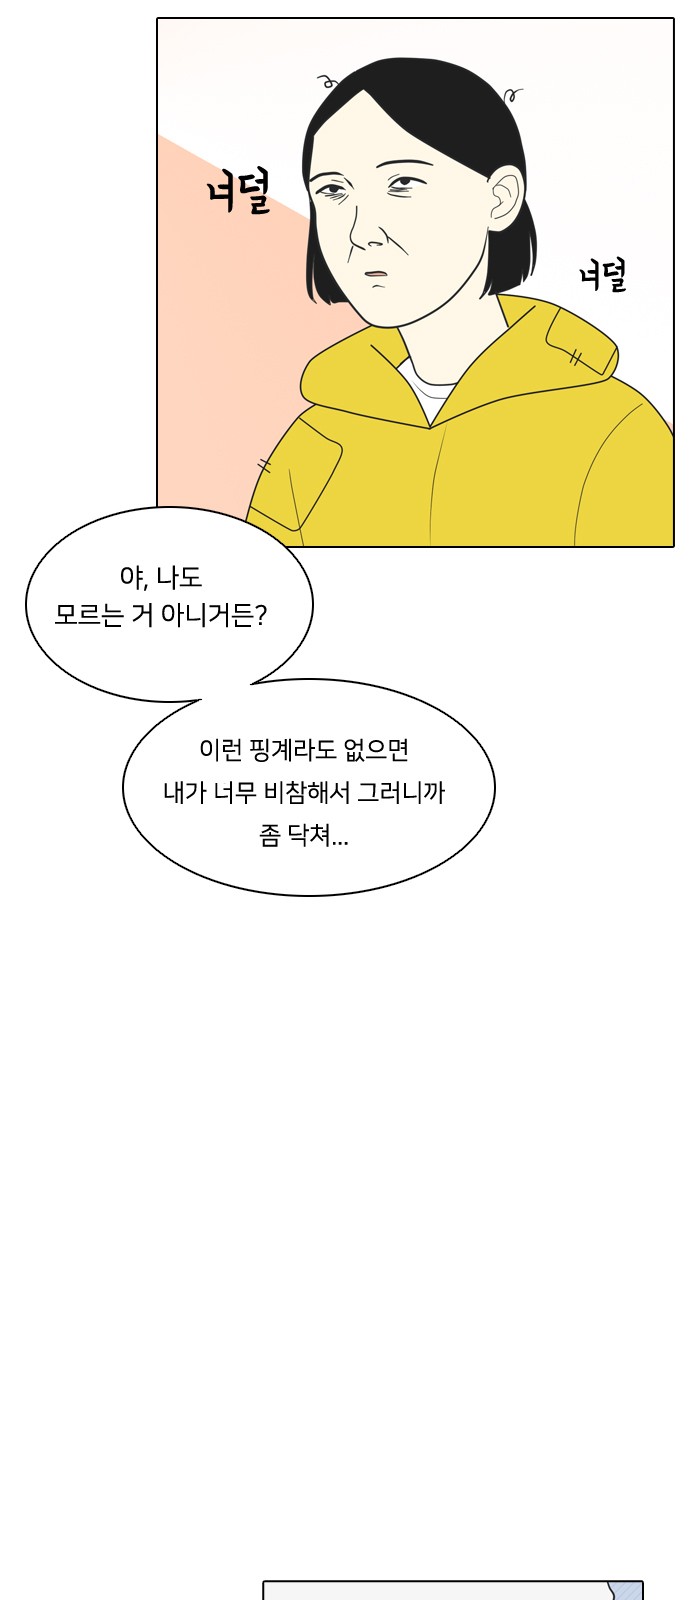 너덜
너덜
야, 나도
모르는 거 아니거든?
이런 핑계라도 없으면
내가 너무 비참해서 그러니까
좀 닥쳐...